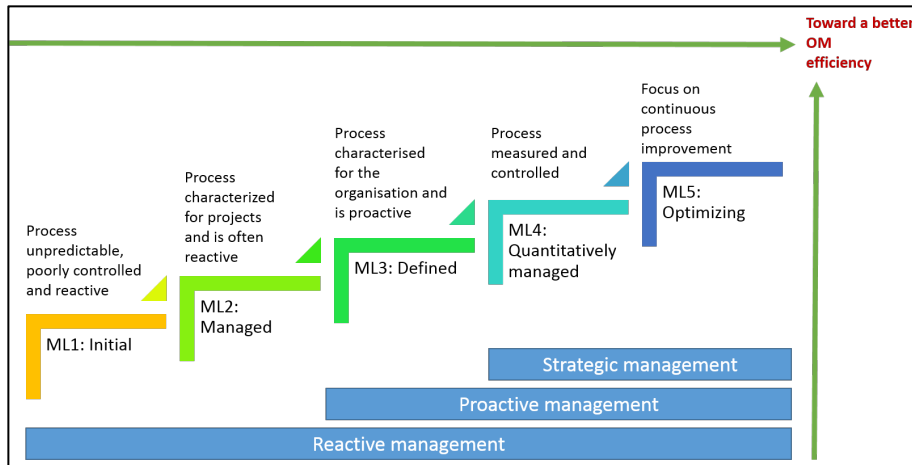 Toward a better
OM
efficiency
Focus on
continuous
process
improvement
Process
measured and
controlled
Process
characterised
for the
organisation and
is proactive
Process
characterized
for projects
and is often
reactive
Process
unpredictable,
poorly controlled
and reactive
ML1: Initial
ML2:
Managed
ML3: Defined
ML4:
Quantitatively
managed
ML5:
Optimizing
Strategic management
Proactive management
Reactive management